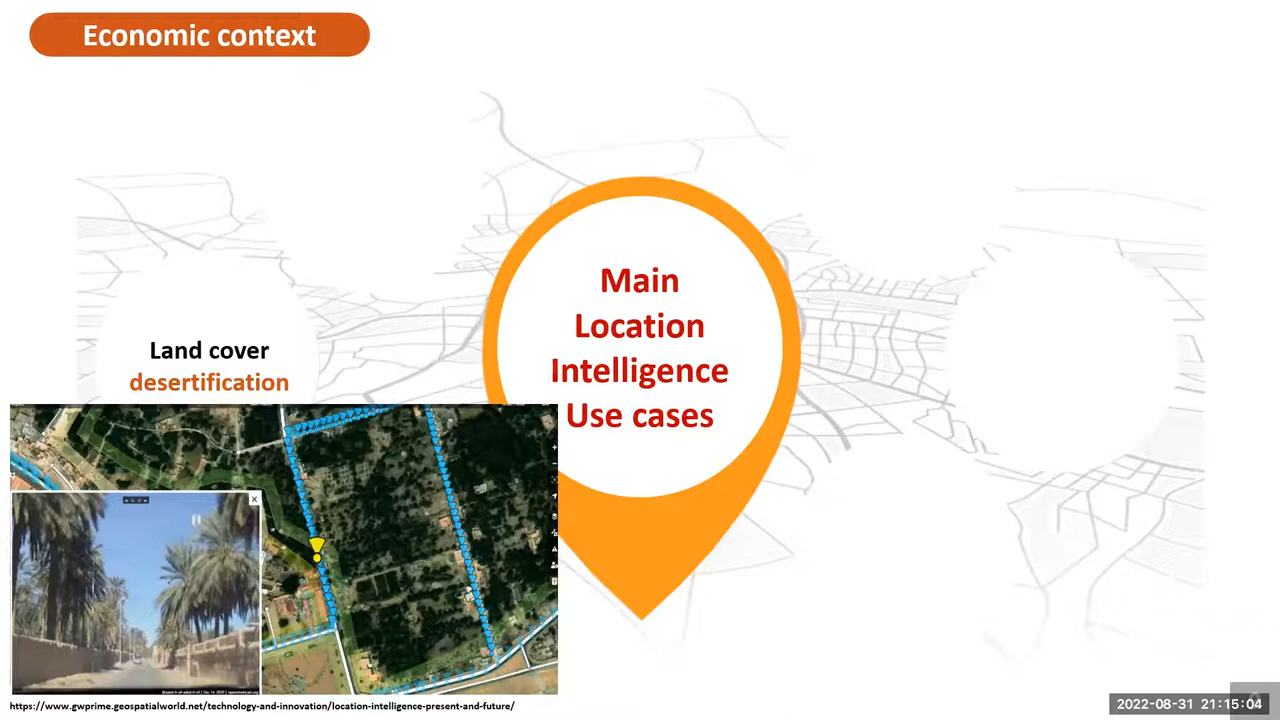 Economic context
Main
Location
Intelligence
Use cases
Land cover
desertification
https://www.gwprime.geospatialworld.net/technology-and-innovation/location-intelligence-present-and-future/
2022-08-31 21:15:04